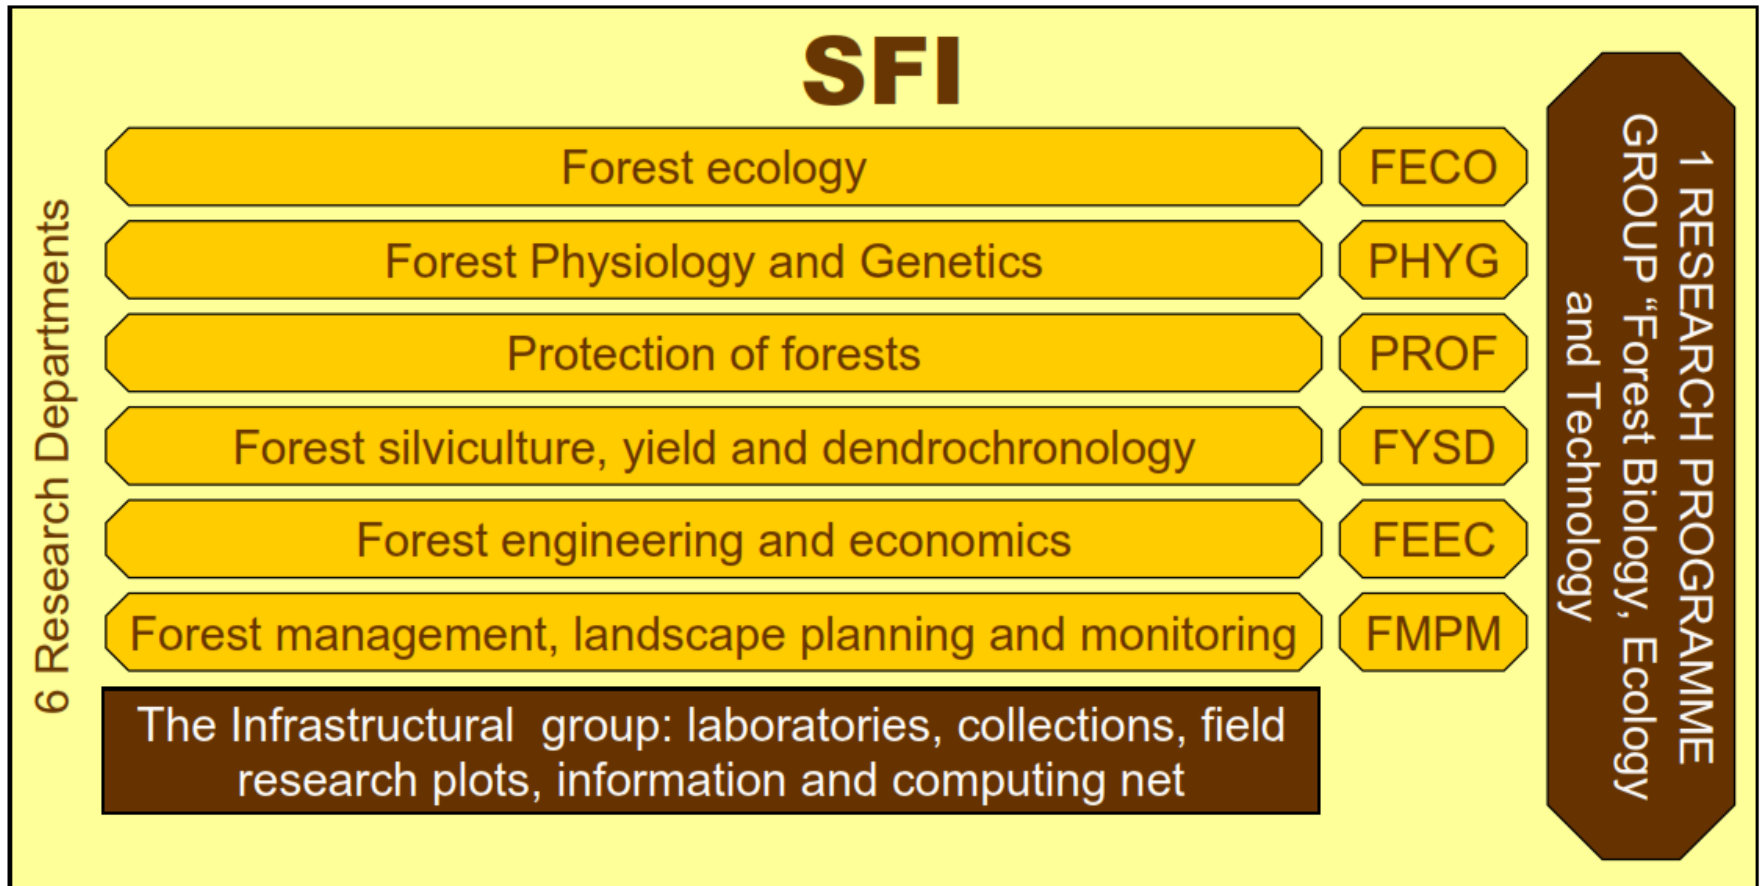 SFI
6 Research Departments
Forest ecology
FECO
Forest Physiology and Genetics
PHYG
Protection of forests
PROF
Forest silviculture, yield and dendrochronology
FYSD
Forest engineering and economics
FEEC
Forest management, landscape planning and monitoring
FMPM
The Infrastructural group: laboratories, collections, field
research plots, information and computing net
1 RESEARCH PROGRAMME
GROUP “Forest Biology, Ecology
and Technology